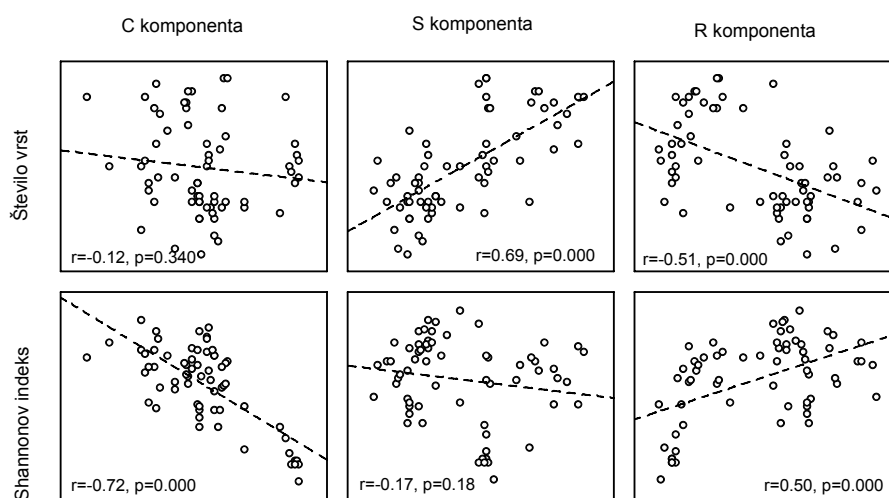 C komponenta
S komponenta
R komponenta
Število vrst
r=-0.12, p=0.340
r=0.69, p=0.000
r=-0.51, p=0.000
Shannonov indeks
r=-0.72, p=0.000
r=-0.17, p=0.18
r=0.50, p=0.000